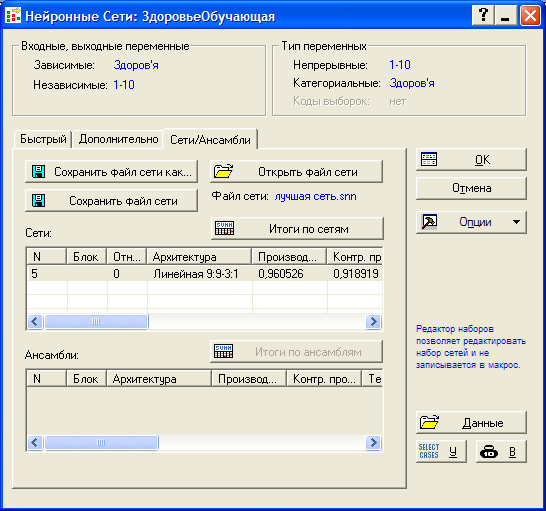 Нейронные Сети: ЗдоровьеОбучающая
Входные, выходные переменные
Зависимые: Здоров'я
Независимые: 1-10
Тип переменных
Непрерывные: 1-10
Категориальные: Здоров'я
Коды выборок: нет
Быстрый Дополнительно Сети/Ансамбли
Сохранить файл сети как... Открыть файл сети
Сохранить файл сети Файл сети: лучшая сеть.snn
Итоги по сетям
Сети:
N Блок Отн... Архитектура Производ... Контр. пр
5 0 Линейная 9:9-3:1 0,960526 0,918919
Итоги по ансамблям
Ансамбли:
N Блок Архитектура Производ... Контр. про... Те
OK
Отмена
Опции
Редактор наборов
позволяет редактировать
набор сетей и не
записывается в макрос.
Данные
SELECT
CASES
У
10
В